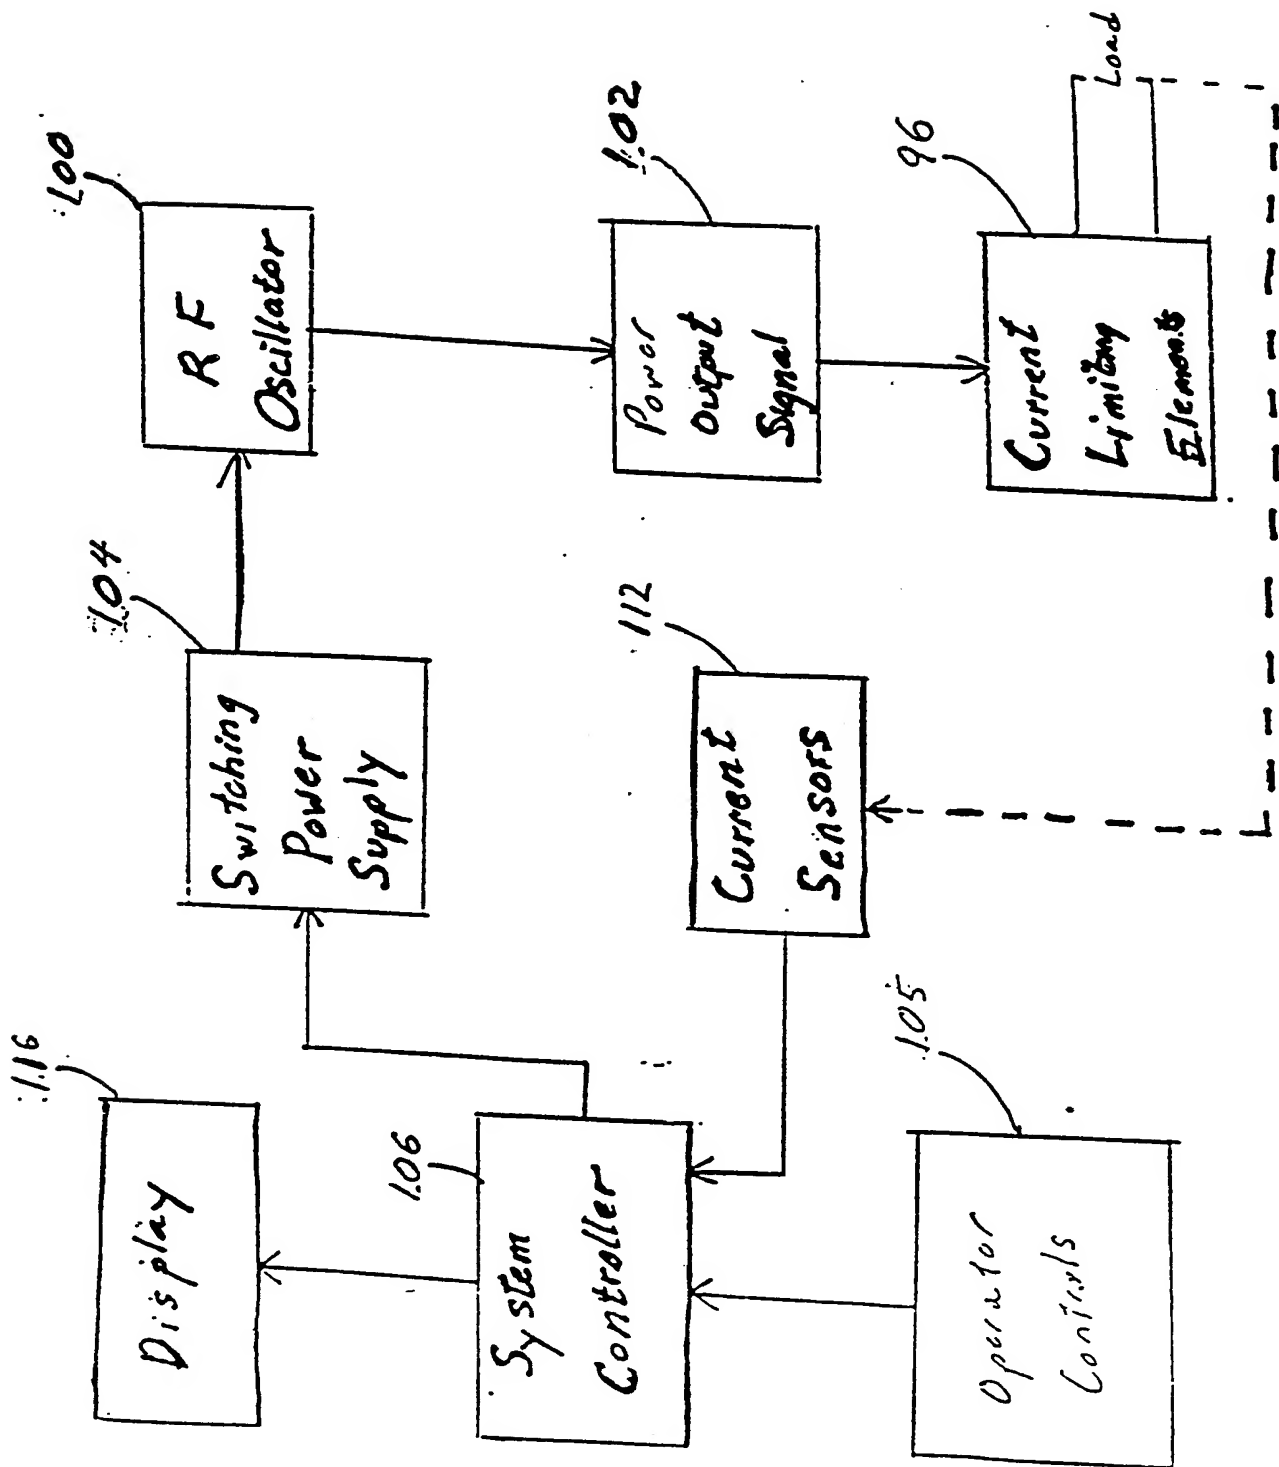 116
Display
106
System
Controller
105
Operator
Controls
104
Switching
Power
Supply
112
Current
Sensors
100
RF
Oscillator
102
Power
Output
Signal
96
Current
Limiting
Elements
Load